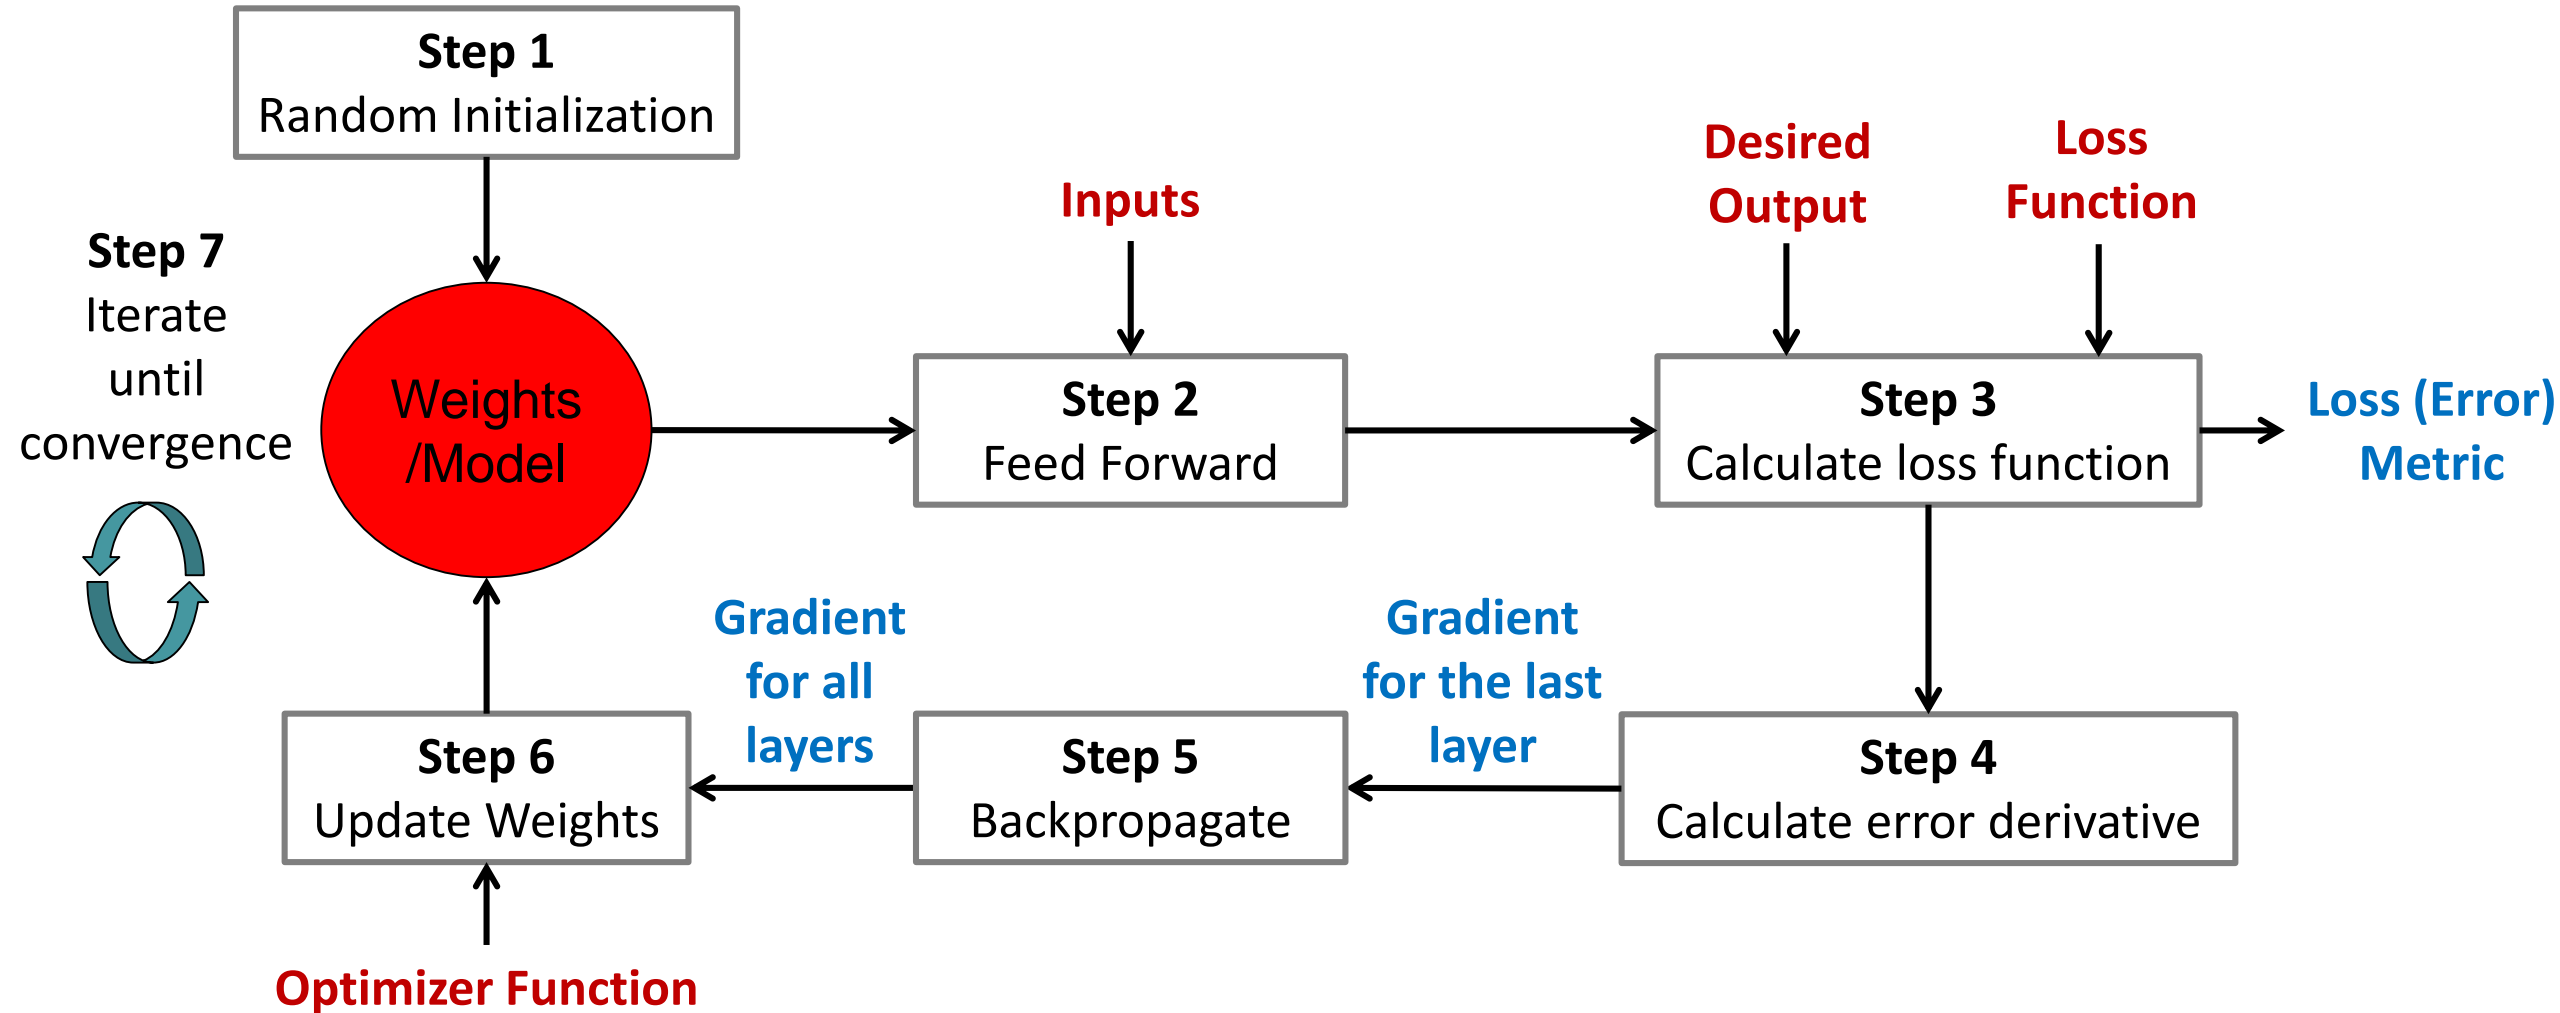 Step 1
Random Initialization
Step 7
Iterate
until
convergence
Weights
/Model
Inputs
Step 2
Feed Forward
Desired
Output
Loss
Function
Step 3
Calculate loss function
Loss (Error)
Metric
Step 4
Calculate error derivative
Gradient
for the last
layer
Step 5
Backpropagate
Gradient
for all
layers
Step 6
Update Weights
Optimizer Function